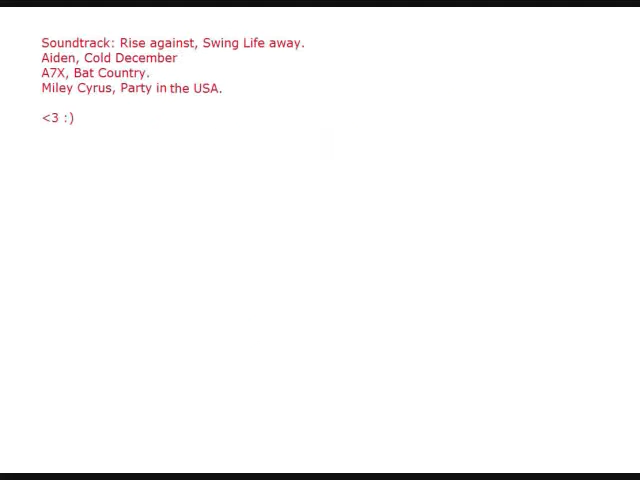 Soundtrack: Rise against, Swing Life away.
Aiden, Cold December
A7X, Bat Country.
Miley Cyrus, Party in the USA.
<3 :)